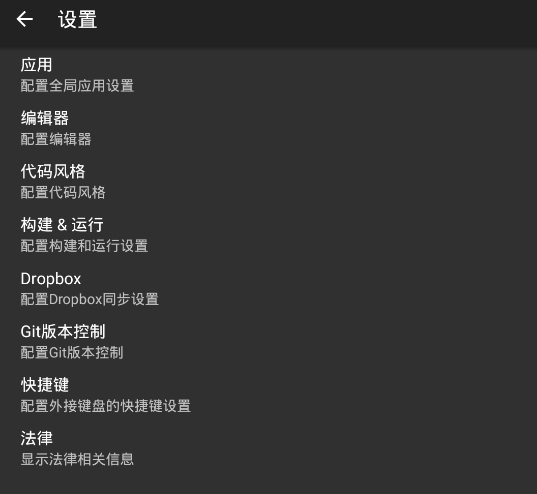 设置
应用
配置全局应用设置
编辑器
配置编辑器
代码风格
配置代码风格
构建 & 运行
配置构建和运行设置
Dropbox
配置Dropbox同步设置
Git版本控制
配置Git版本控制
快捷键
配置外接键盘的快捷键设置
法律
显示法律相关信息